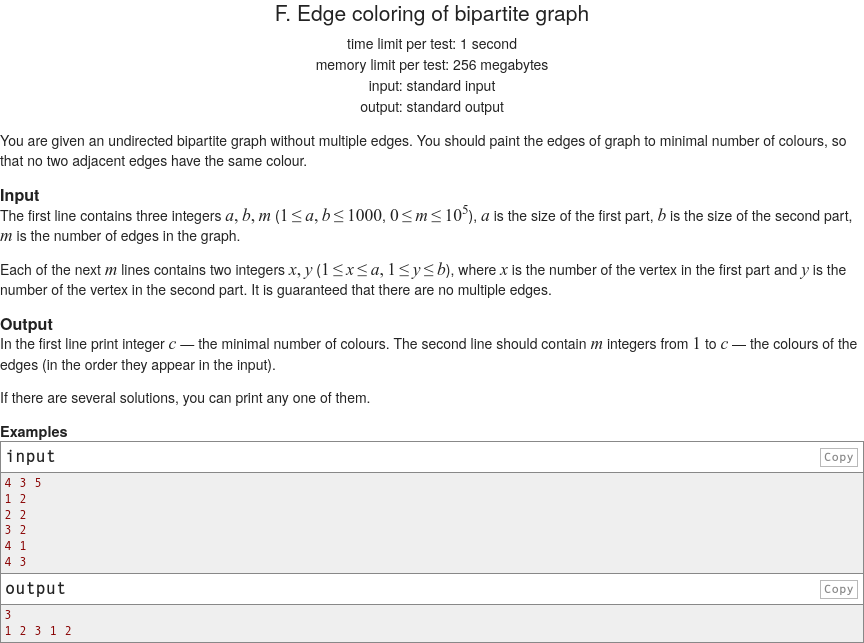 F. Edge coloring of bipartite graph
time limit per test: 1 second
memory limit per test: 256 megabytes
input: standard input
output: standard output
You are given an undirected bipartite graph without multiple edges. You should paint the edges of graph to minimal number of colours, so
that no two adjacent edges have the same colour.
Input
The first line contains three integers a, b, m (1 ≤ a, b ≤ 1000, 0 ≤ m ≤ 10^5), a is the size of the first part, b is the size of the second part,
m is the number of edges in the graph.
Each of the next m lines contains two integers x, y (1 ≤ x ≤ a, 1 ≤ y ≤ b), where x is the number of the vertex in the first part and y is the
number of the vertex in the second part. It is guaranteed that there are no multiple edges.
Output
In the first line print integer c — the minimal number of colours. The second line should contain m integers from 1 to c — the colours of the
edges (in the order they appear in the input).
If there are several solutions, you can print any one of them.
Examples
input Copy
4 3 5
1 2
2 2
3 2
4 1
4 3
output Copy
3
1 2 3 1 2